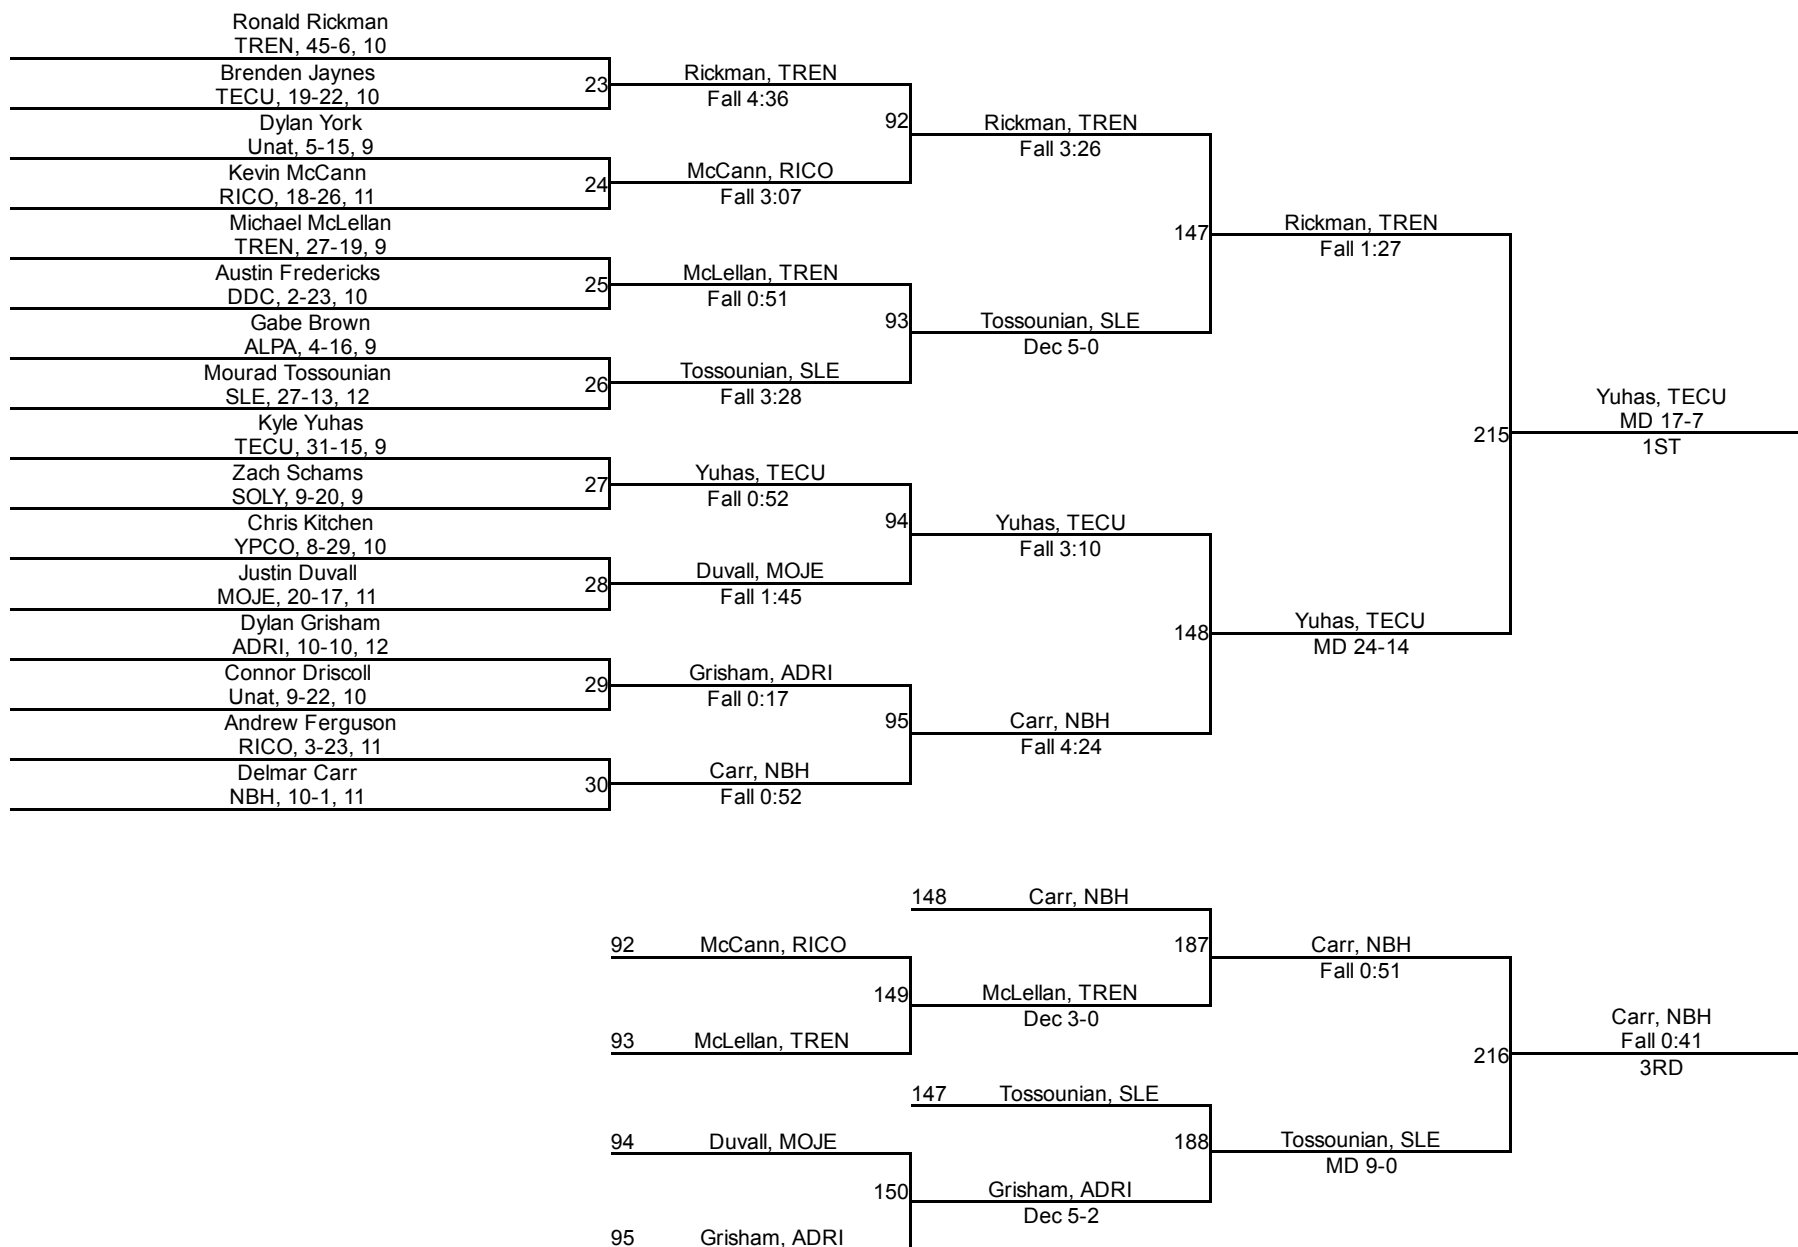 Ronald Rickman
TREN, 45-6, 10
Brenden Jaynes
TECU, 19-22, 10
23
Dylan York
Unat, 5-15, 9
Kevin McCann
RICO, 18-26, 11
24
Michael McLellan
TREN, 27-19, 9
Austin Fredericks
DDC, 2-23, 10
25
Gabe Brown
ALPA, 4-16, 9
Mourad Tossounian
SLE, 27-13, 12
26
Kyle Yuhas
TECU, 31-15, 9
Zach Schams
SOLY, 9-20, 9
27
Chris Kitchen
YPCO, 8-29, 10
Justin Duvall
MOJE, 20-17, 11
28
Dylan Grisham
ADRI, 10-10, 12
Connor Driscoll
Unat, 9-22, 10
29
Andrew Ferguson
RICO, 3-23, 11
Delmar Carr
NBH, 10-1, 11
30
Rickman, TREN
Fall 4:36
92
McCann, RICO
Fall 3:07
McLellan, TREN
Fall 0:51
93
Tossounian, SLE
Fall 3:28
Yuhas, TECU
Fall 0:52
94
Duvall, MOJE
Fall 1:45
Grisham, ADRI
Fall 0:17
95
Carr, NBH
Fall 0:52
Rickman, TREN
Fall 3:26
147
Tossounian, SLE
Dec 5-0
Yuhas, TECU
Fall 3:10
148
Carr, NBH
Fall 4:24
Rickman, TREN
Fall 1:27
215
Yuhas, TECU
MD 24-14
Yuhas, TECU
MD 17-7
1ST
148 Carr, NBH
92 McCann, RICO
149
93 McLellan, TREN
McLellan, TREN
Dec 3-0
187
147 Tossounian, SLE
94 Duvall, MOJE
150
95 Grisham, ADRI
Grisham, ADRI
Dec 5-2
188
Carr, NBH
Fall 0:51
216
Tossounian, SLE
MD 9-0
Carr, NBH
Fall 0:41
3RD